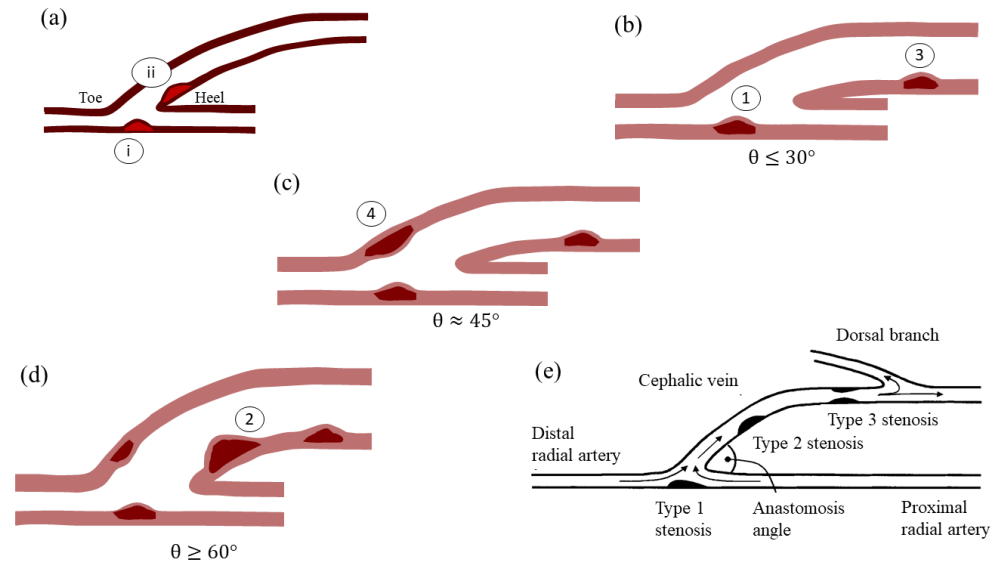 (a)
ii
Toe
Heel
i
(b)
3
1
θ ≤ 30°
(c)
4
θ ≈ 45°
(d)
2
θ ≥ 60°
(e)
Dorsal branch
Cephalic vein
Type 3 stenosis
Type 2 stenosis
Distal
radial artery
Type 1
stenosis
Anastomosis
angle
Proximal
radial artery